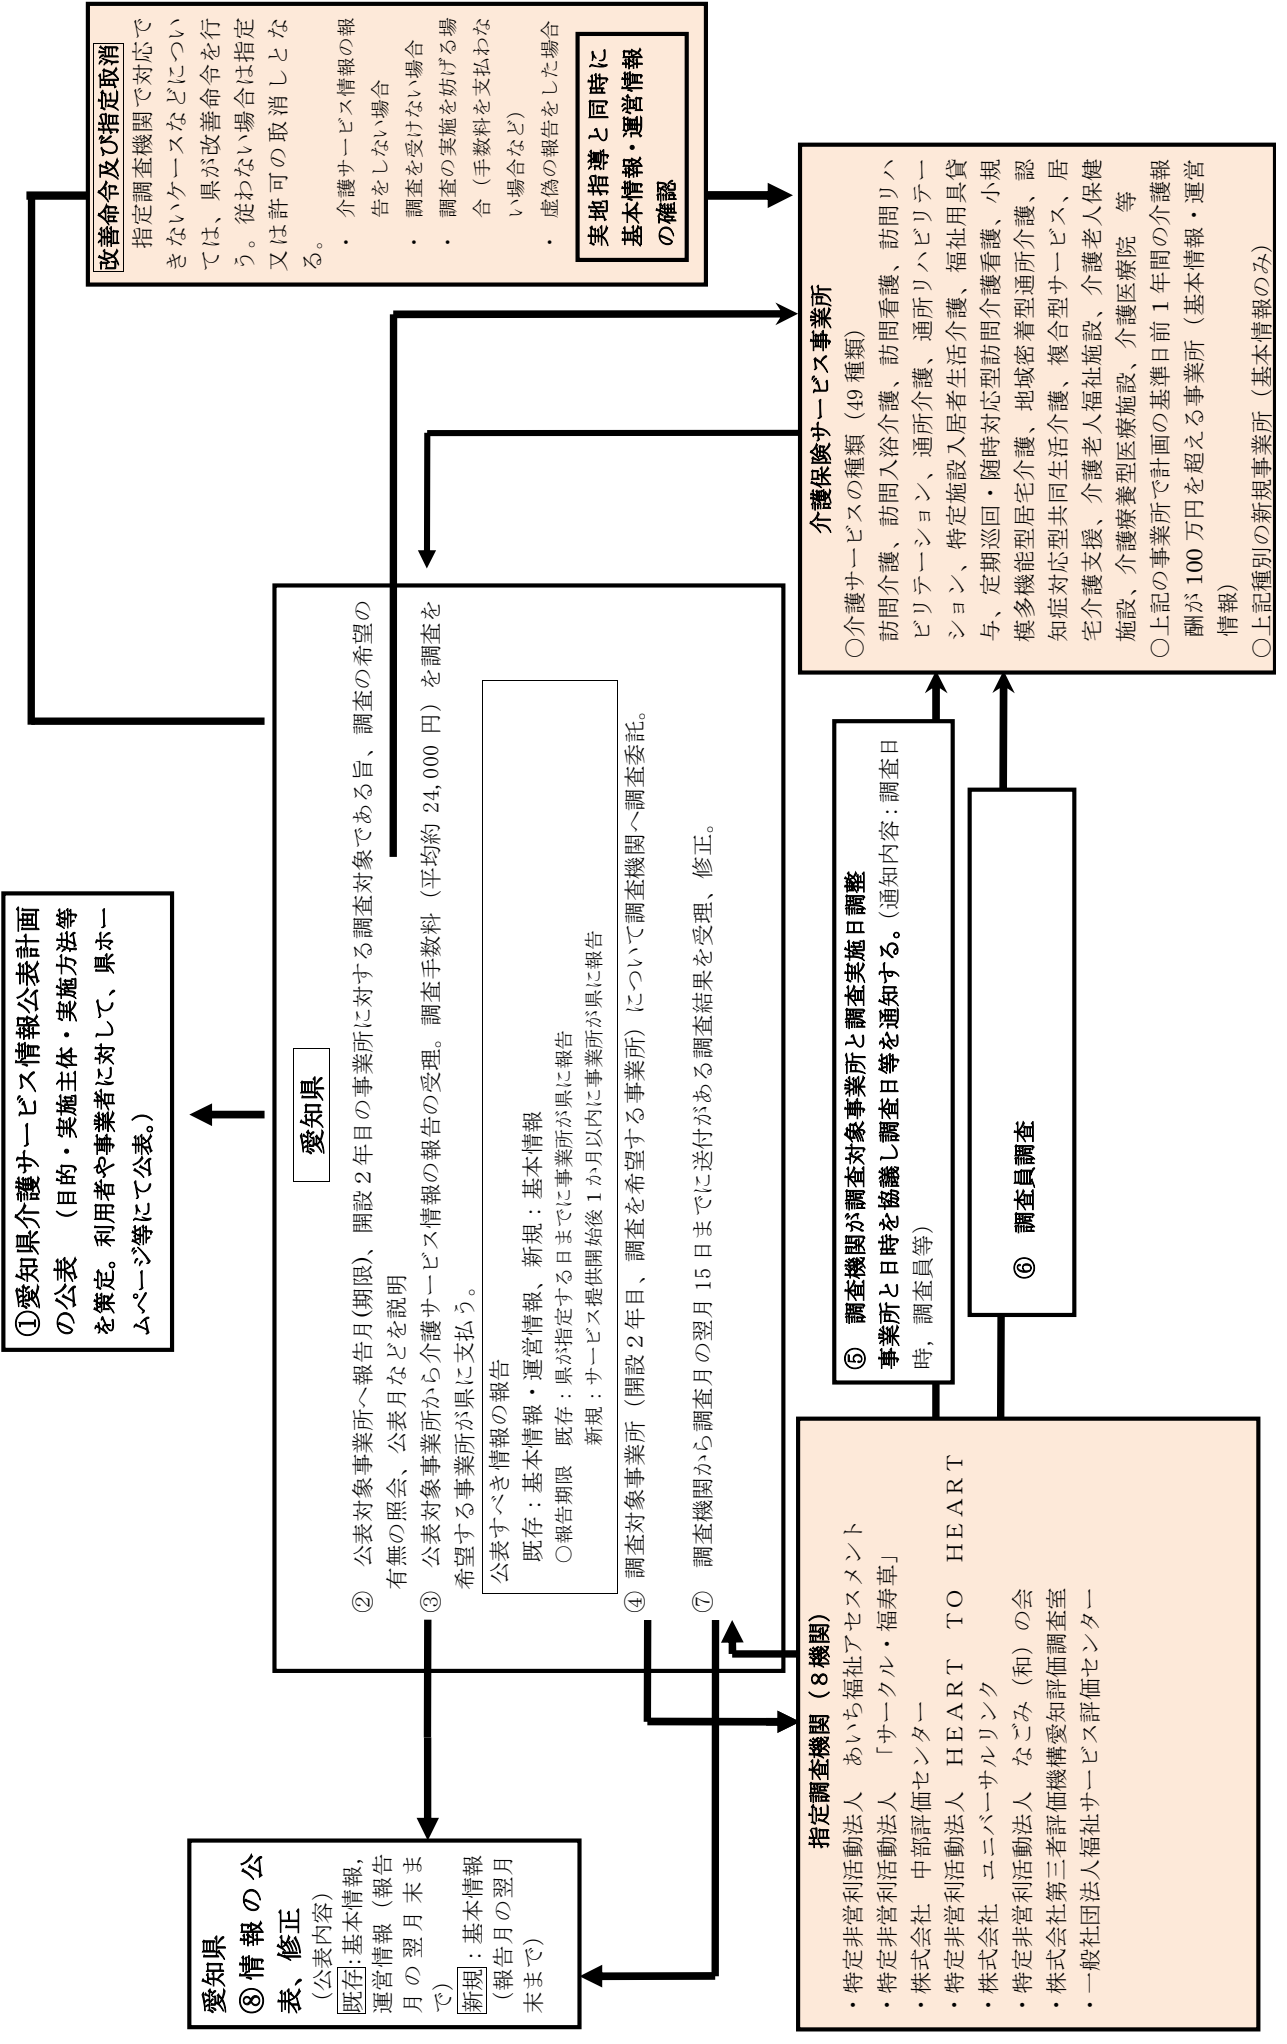 ①愛知県介護サービス情報公表計画
の公表　（目的・実施主体・実施方法等
を策定。利用者や事業者に対して、県ホー
ムページ等にて公表。）
愛知県
⑧情報の公
表、修正
（公表内容）
既存：基本情報,
運営情報（報告
月の翌月末ま
で）
新規：基本情報
（報告月の翌月
末まで）
愛知県
②　公表対象事業所へ報告月(期限)、開設２年目の事業所に対する調査対象である旨、調査の希望の
有無の照会、公表月などを説明
③　公表対象事業所から介護サービス情報の報告の受理。調査手数料（平均約 24,000 円）を調査を
希望する事業所が県に支払う。
公表すべき情報の報告
既存：基本情報・運営情報、新規：基本情報
○報告期限　既存：県が指定する日までに事業所が県に報告
新規：サービス提供開始後１か月以内に事業所が県に報告
④　調査対象事業所（開設２年目、調査を希望する事業所）について調査機関へ調査委託。
⑦　調査機関から調査月の翌月 15 日までに送付がある調査結果を受理、修正。
改善命令及び指定取消
指定調査機関で対応で
きないケースなどについ
ては、県が改善命令を行
う。従わない場合は指定
又は許可の取消しとな
る。
・　介護サービス情報の報
告をしない場合
・　調査を受けない場合
・　調査の実施を妨げる場
合（手数料を支払わな
い場合など）
・　虚偽の報告をした場合
実地指導と同時に
基本情報・運営情報
の確認
指定調査機関（８機関）
・特定非営利活動法人　あいち福祉アセスメント
・特定非営利活動法人　「サークル・福寿草」
・株式会社　中部評価センター
・特定非営利活動法人　ＨＥＡＲＴ　ＴＯ　ＨＥＡＲＴ
・株式会社　ユニバーサルリンク
・特定非営利活動法人　なごみ（和）の会
・株式会社第三者評価機構愛知評価調査室
・一般社団法人福祉サービス評価センター
⑤　調査機関が調査対象事業所と調査実施日調整
事業所と日時を協議し調査日等を通知する。（通知内容：調査日
時，調査員等）
⑥　調査員調査
介護保険サービス事業所
○介護サービスの種類（49 種類）
訪問介護、訪問入浴介護、訪問看護、訪問リハ
ビリテーション、通所介護、通所リハビリテー
ション、特定施設入居者生活介護、福祉用具貸
与、定期巡回・随時対応型訪問介護看護、小規
模多機能型居宅介護、地域密着型通所介護、認
知症対応型共同生活介護、複合型サービス、居
宅介護支援、介護老人福祉施設、介護老人保健
施設、介護療養型医療施設、介護医療院　等
○上記の事業所で計画の基準日前 1 年間の介護報
酬が 100 万円を超える事業所（基本情報・運営
情報）
○上記種別の新規事業所（基本情報のみ）